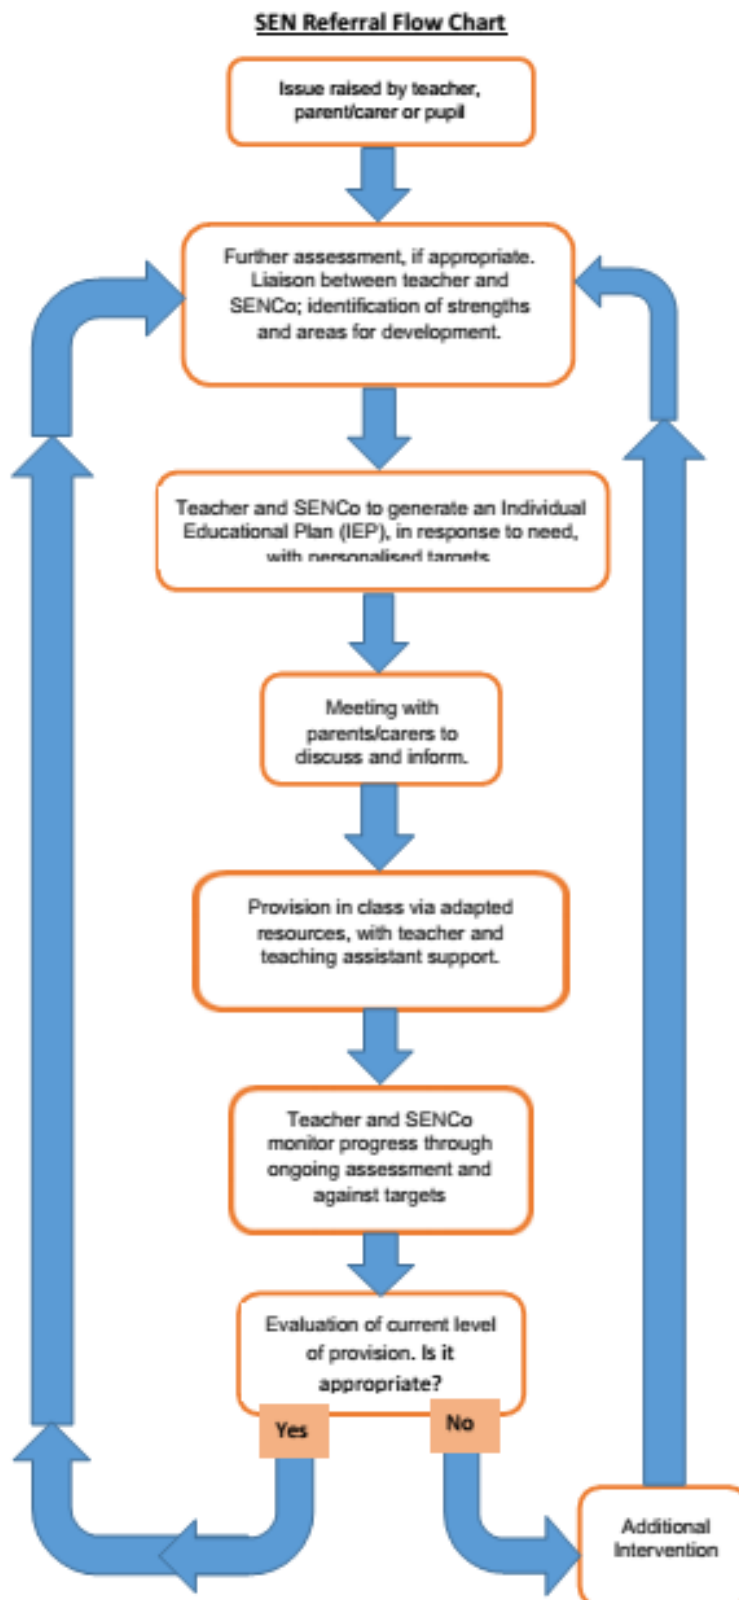 SEN Referral Flow Chart
Issue raised by teacher,
parent/carer or pupil
Further assessment, if appropriate.
Liaison between teacher and
SENCo; identification of strengths
and areas for development.
Teacher and SENCo to generate an Individual
Educational Plan (IEP), in response to need,
with personalised targets
Meeting with
parents/carers to
discuss and inform.
Provision in class via adapted
resources, with teacher and
teaching assistant support.
Teacher and SENCo
monitor progress through
ongoing assessment and
against targets
Evaluation of current level
of provision. Is it
appropriate?
Yes
No
Additional
Intervention